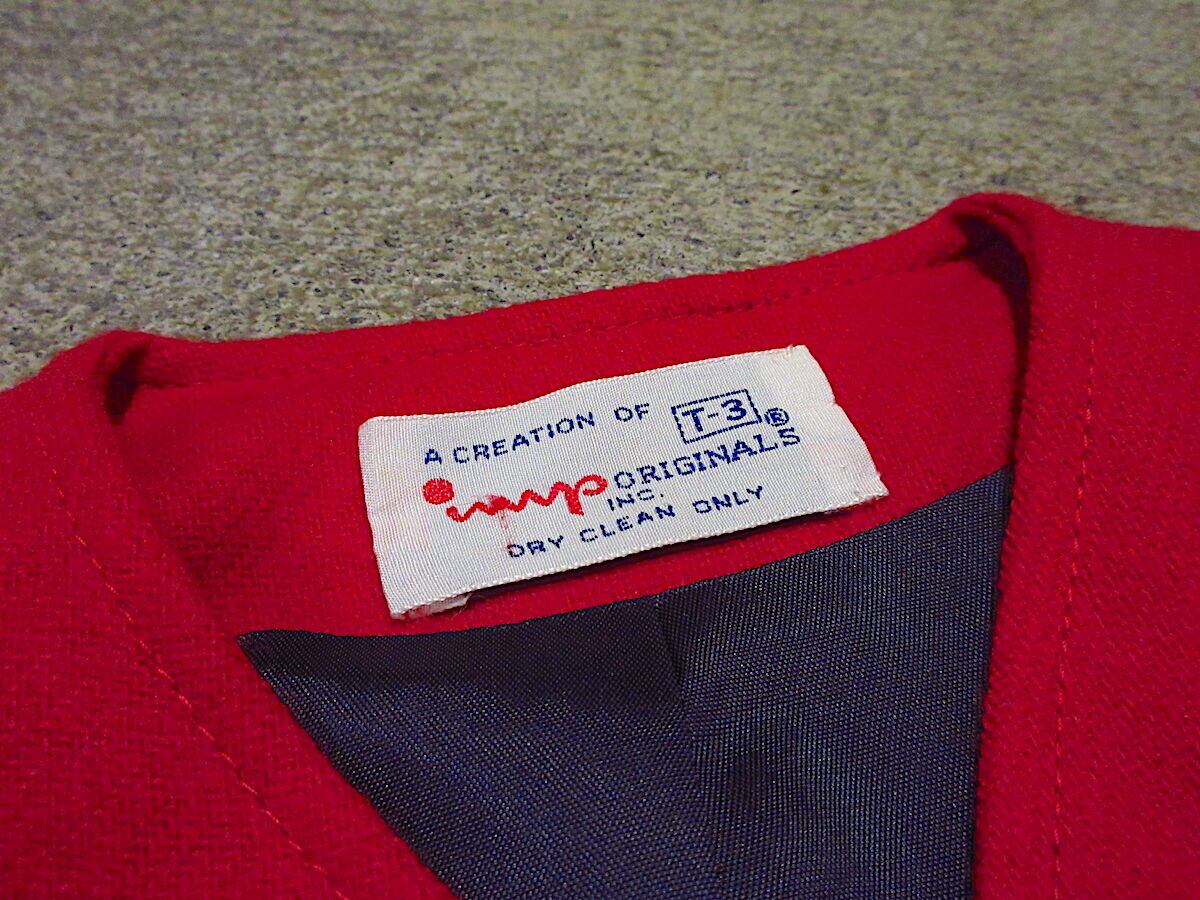 A CREATION OF T-3 ®
imp ORIGINALS
INC.
DRY CLEAN ONLY